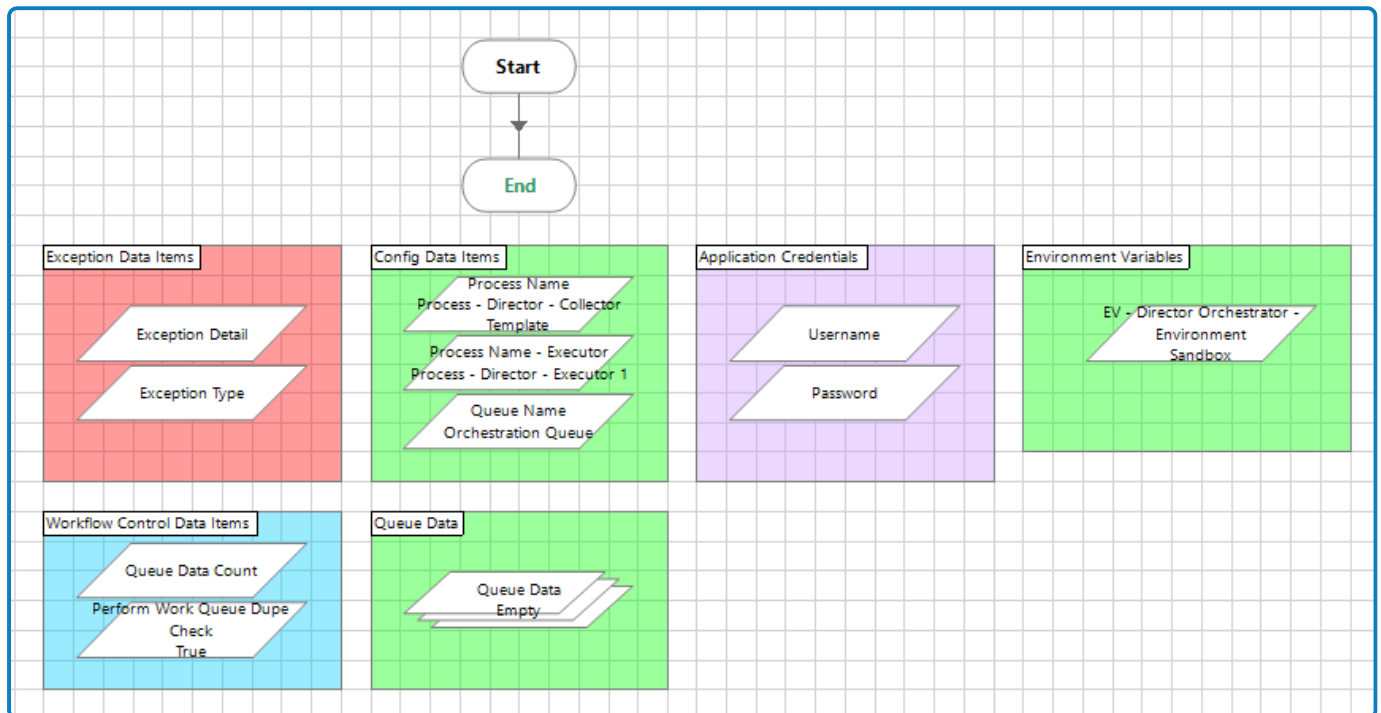 Start
End
Exception Data Items
Exception Detail
Exception Type
Config Data Items
Process Name
Process - Director - Collector
Template
Process Name - Executor
Process - Director - Executor 1
Queue Name
Orchestration Queue
Application Credentials
Username
Password
Environment Variables
EV - Director Orchestrator -
Environment
Sandbox
Workflow Control Data Items
Queue Data Count
Perform Work Queue Dupe
Check
True
Queue Data
Queue Data
Empty